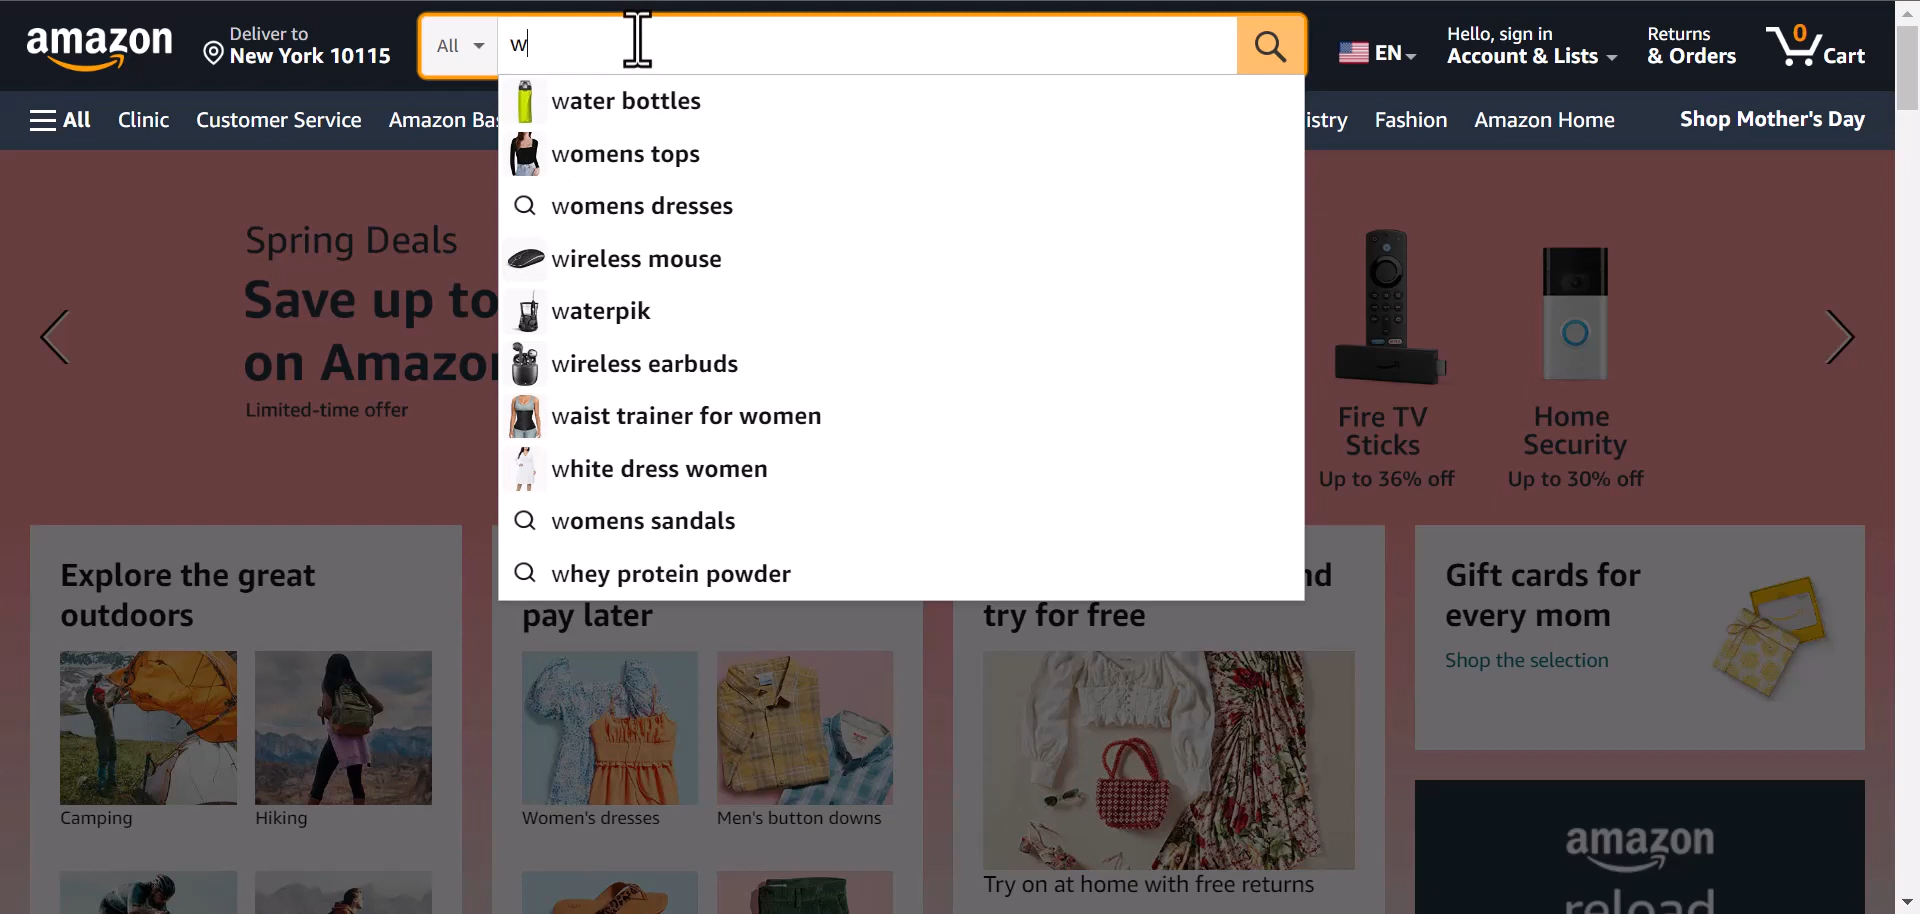 amazon
Deliver to
New York 10115
All
w
EN
Hello, sign in
Account & Lists
Returns
& Orders
0
Cart
All
Clinic
Customer Service
Amazon Bas
istry
Fashion
Amazon Home
Shop Mother's Day
water bottles
womens tops
womens dresses
wireless mouse
waterpik
wireless earbuds
waist trainer for women
white dress women
womens sandals
whey protein powder
Spring Deals
Save up to
on Amazon
Limited-time offer
Fire TV
Sticks
Up to 36% off
Home
Security
Up to 30% off
Explore the great
outdoors
Camping
Hiking
pay later
Women's dresses
Men's button downs
nd
try for free
Try on at home with free returns
Gift cards for
every mom
Shop the selection
amazon
reload